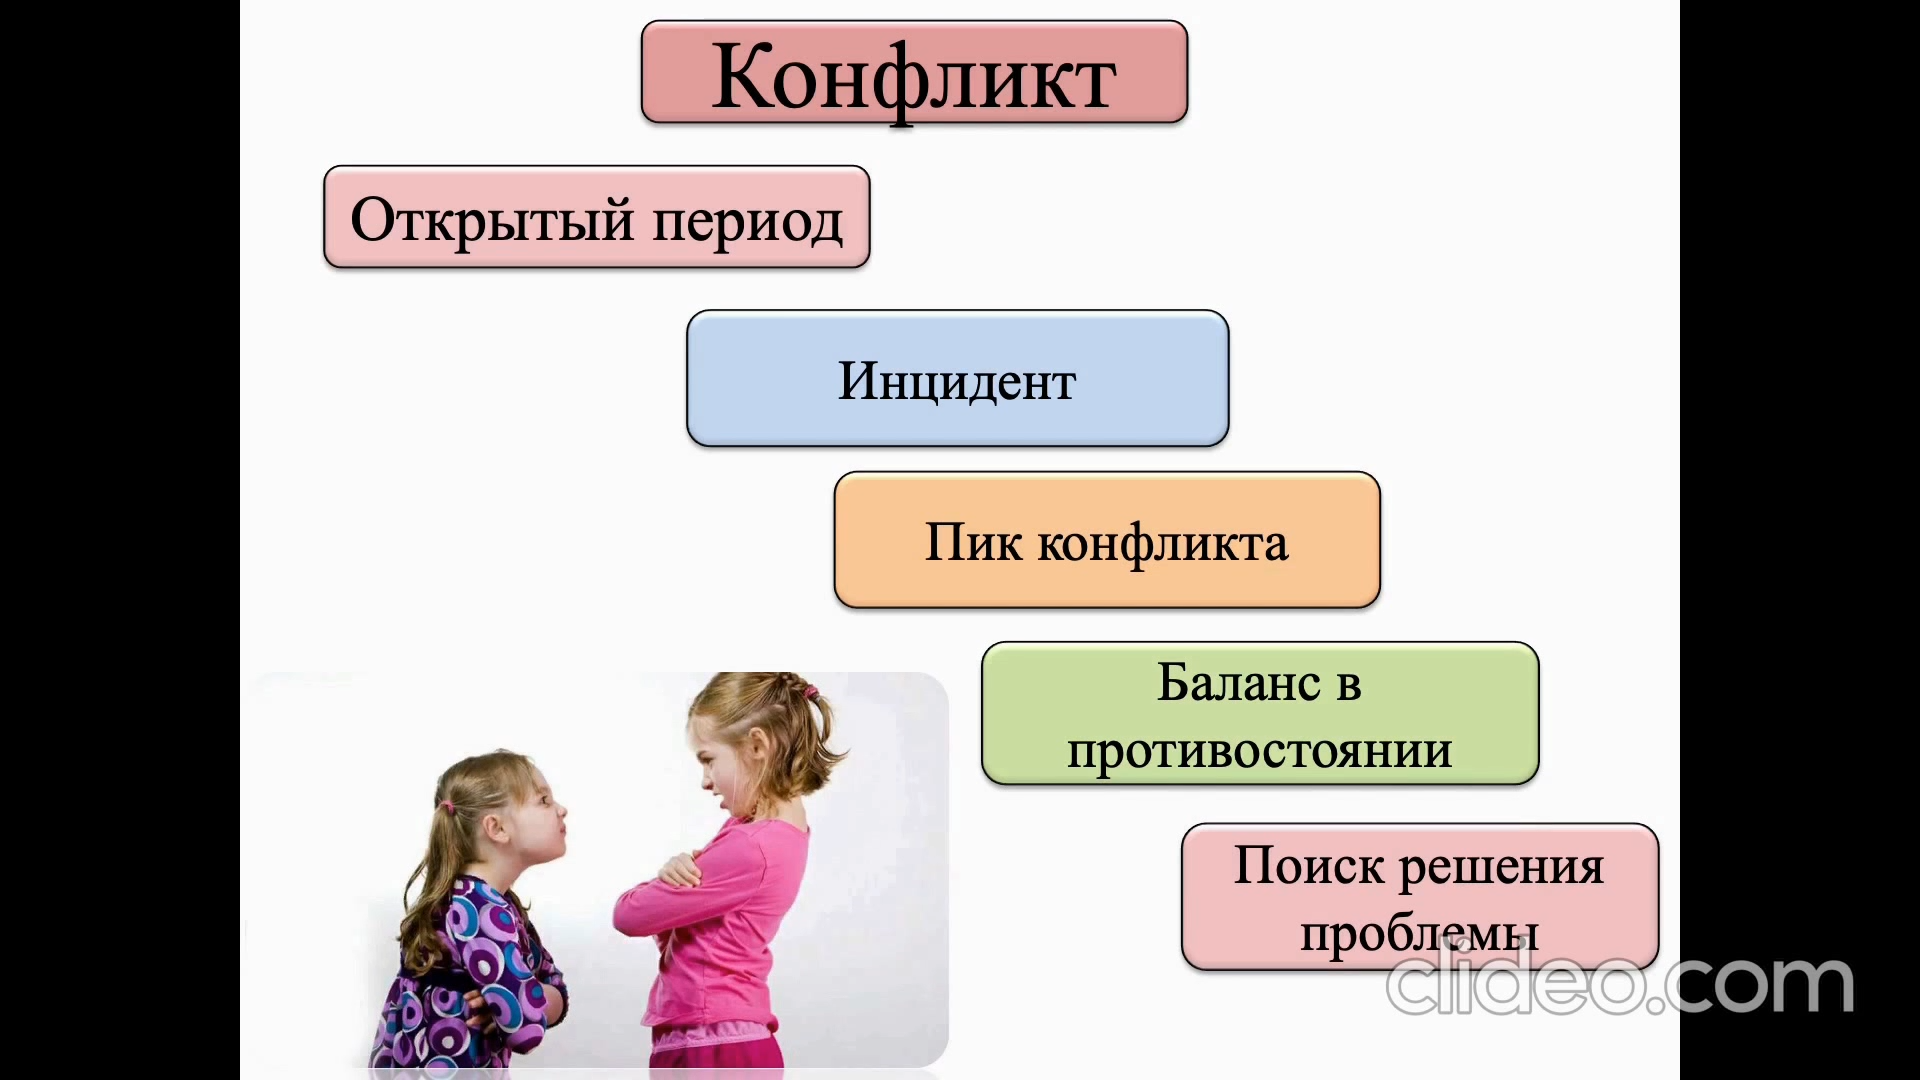 Конфликт
Открытый период
Инцидент
Пик конфликта
Баланс в
противостоянии
Поиск решения
проблемы
clideo.com